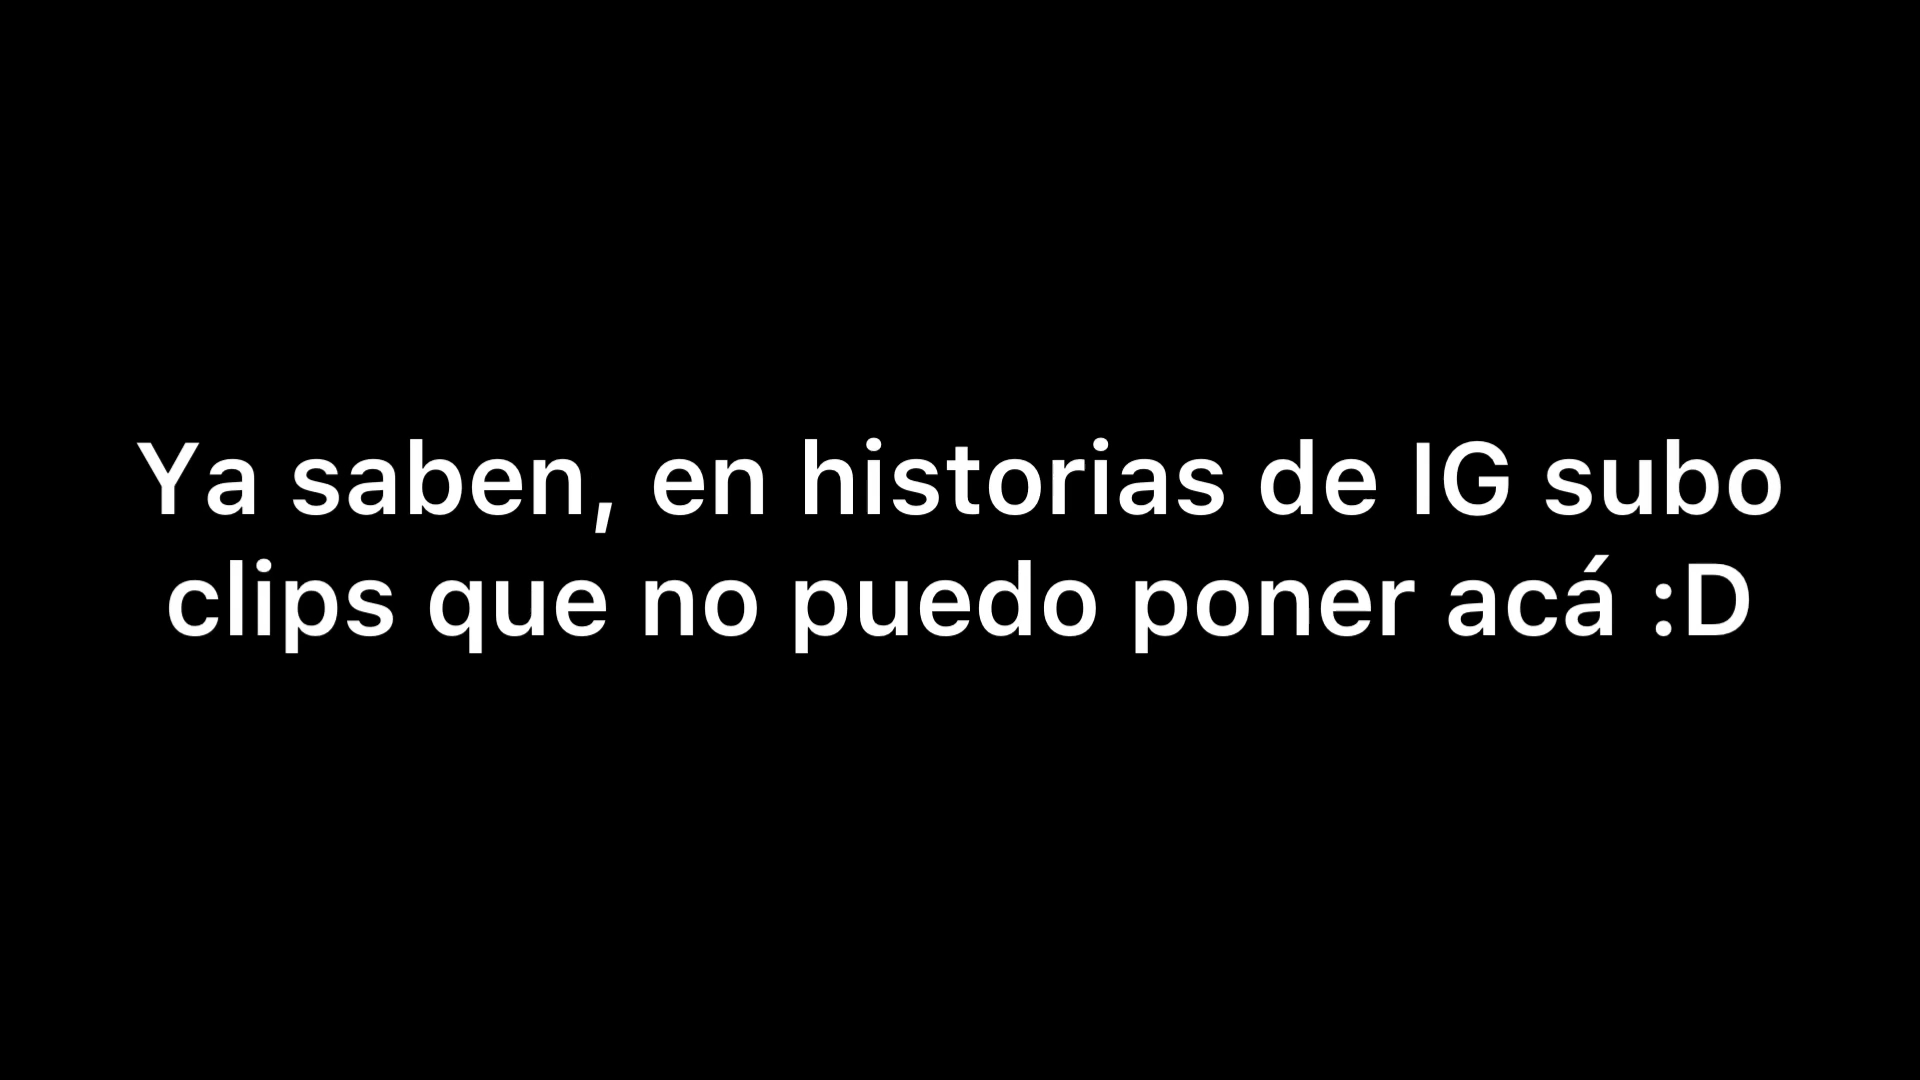 Ya saben, en historias de IG subo
clips que no puedo poner acá :D